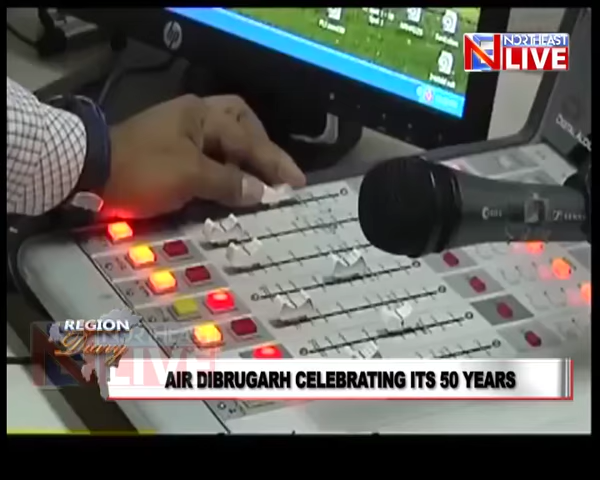 NORTHEAST
N LIVE
hp
REGION
Diary
AIR DIBRUGARH CELEBRATING ITS 50 YEARS